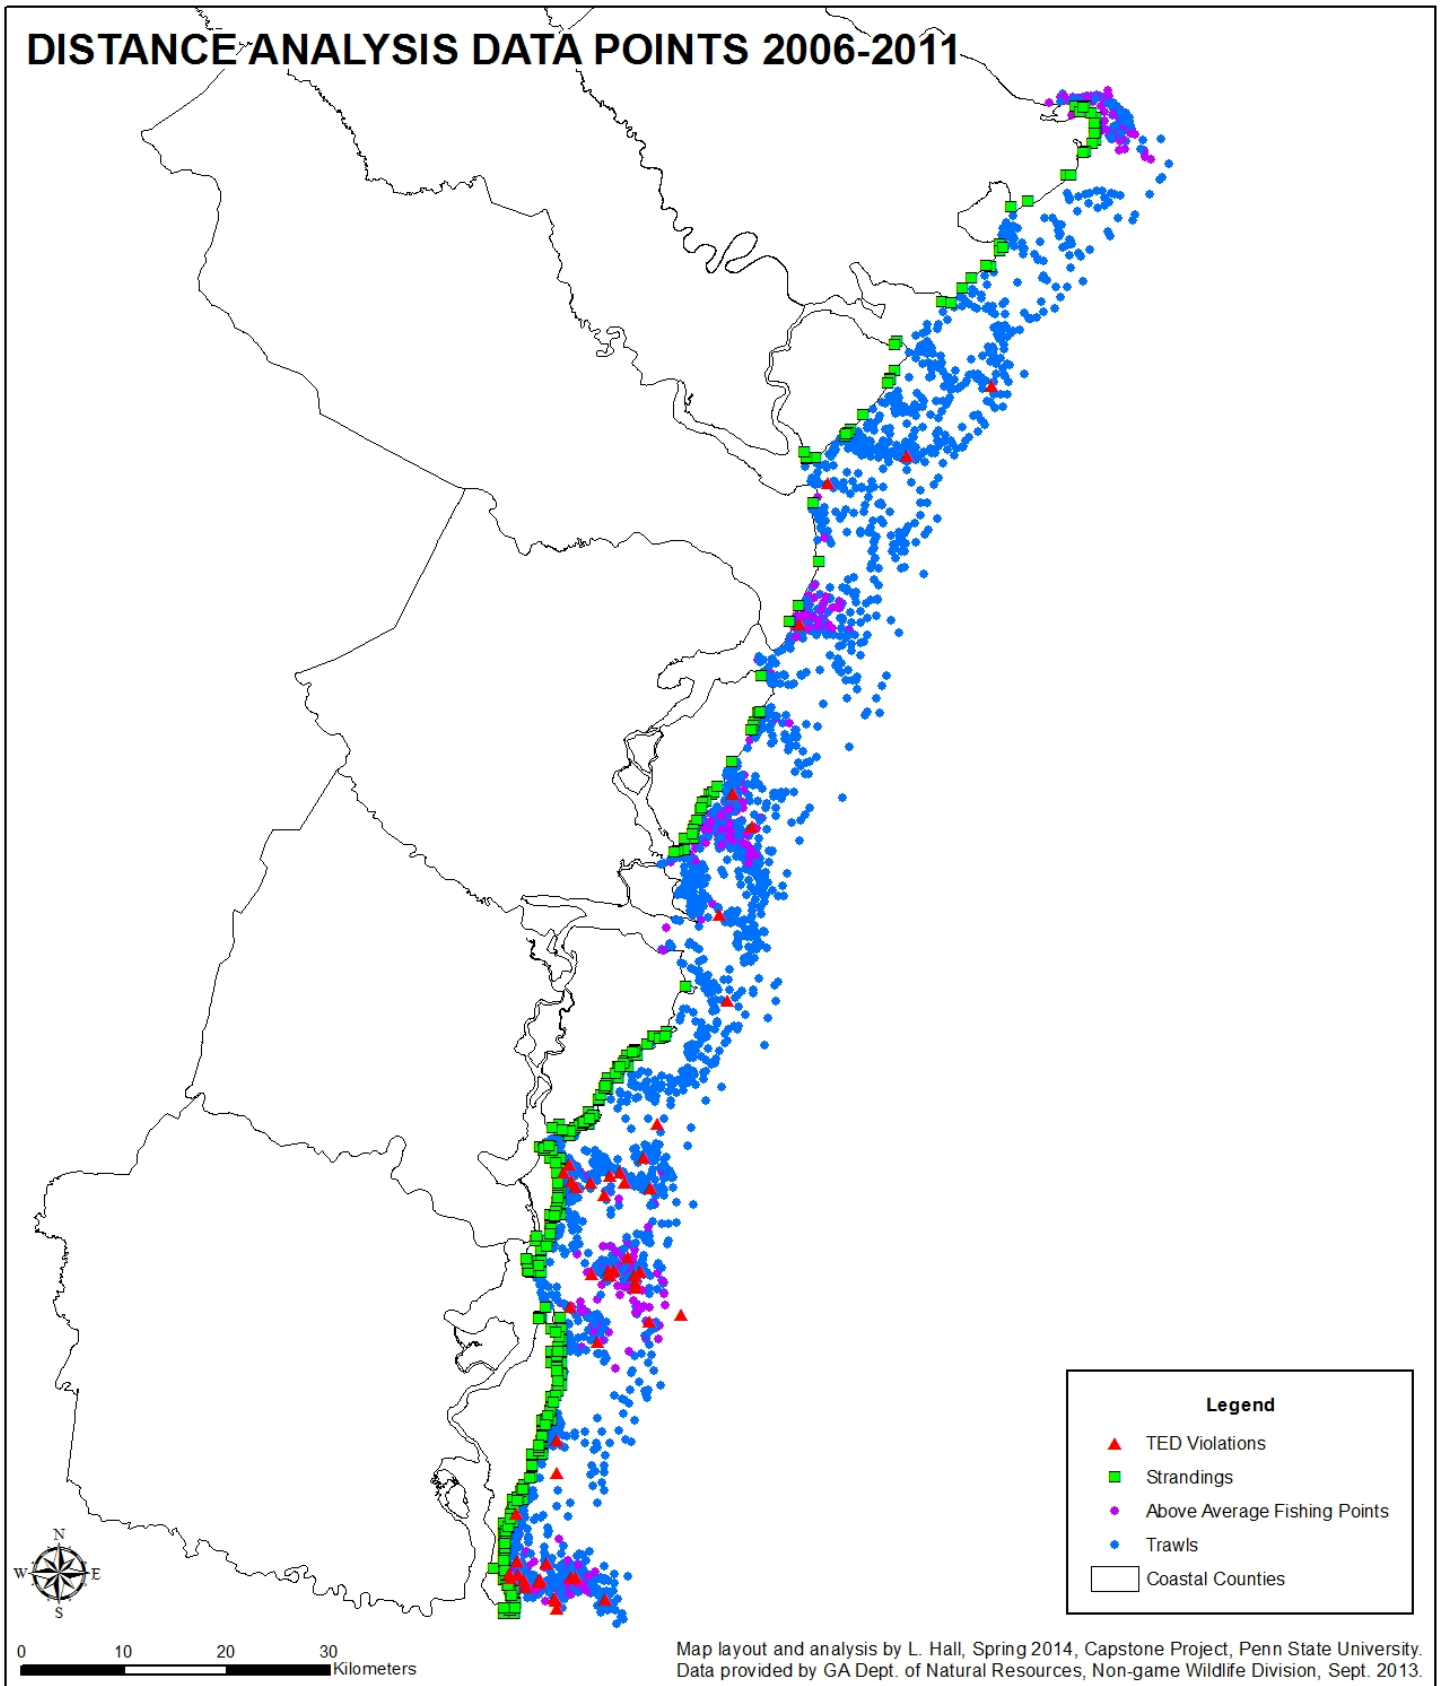 DISTANCE ANALYSIS DATA POINTS 2006-2011
Legend
TED Violations
Strandings
Above Average Fishing Points
Trawls
Coastal Counties
N
W E
S
0 10 20 30
Kilometers
Map layout and analysis by L. Hall, Spring 2014, Capstone Project, Penn State University.
Data provided by GA Dept. of Natural Resources, Non-game Wildlife Division, Sept. 2013.